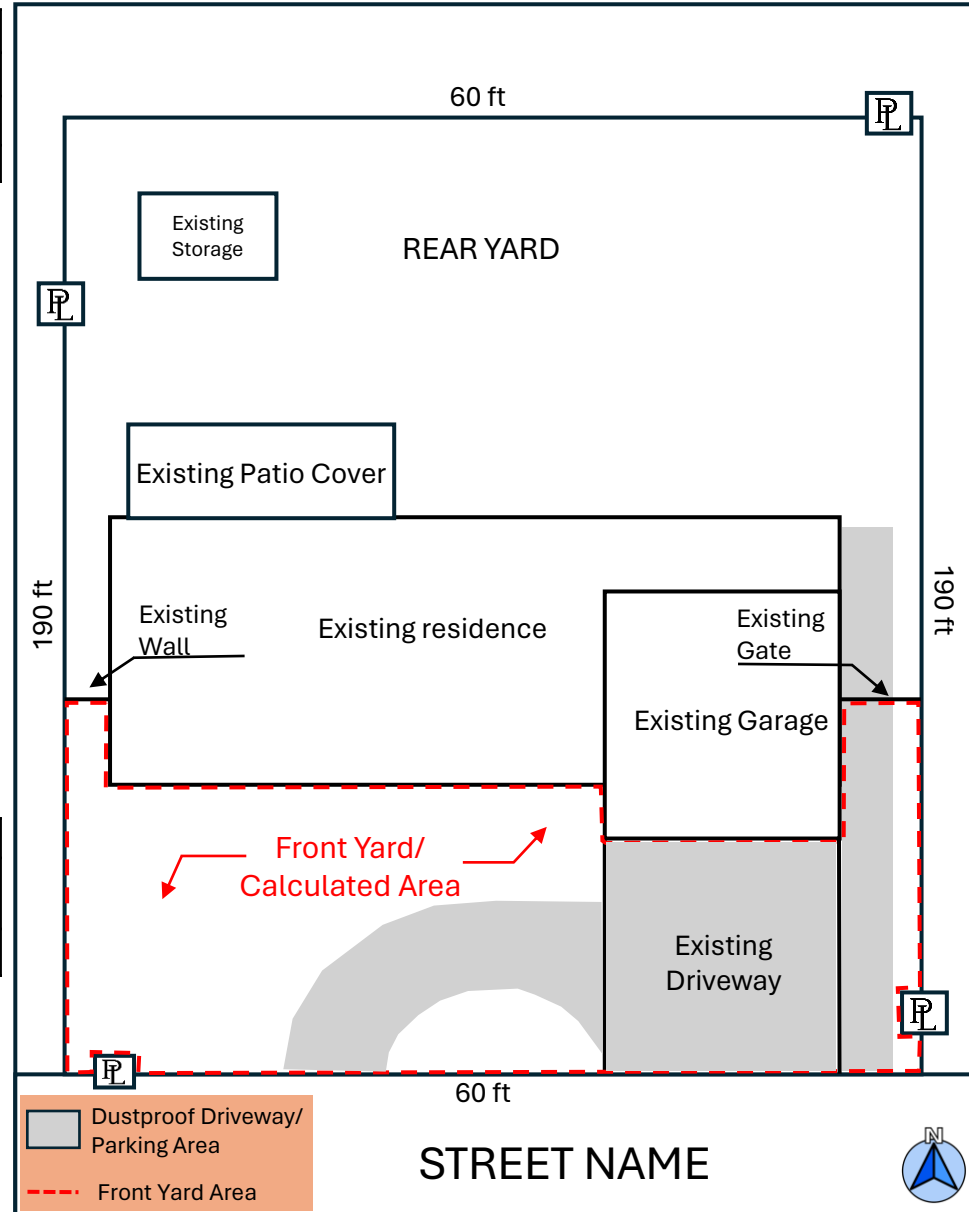 60 ft
PL
Existing
Storage
REAR YARD
PL
Existing Patio Cover
190 ft
190 ft
Existing
Wall
Existing residence
Existing
Gate
Existing Garage
Front Yard/
Calculated Area
Existing
Driveway
PL
PL
60 ft
Dustproof Driveway/
Parking Area
Front Yard Area
STREET NAME
N